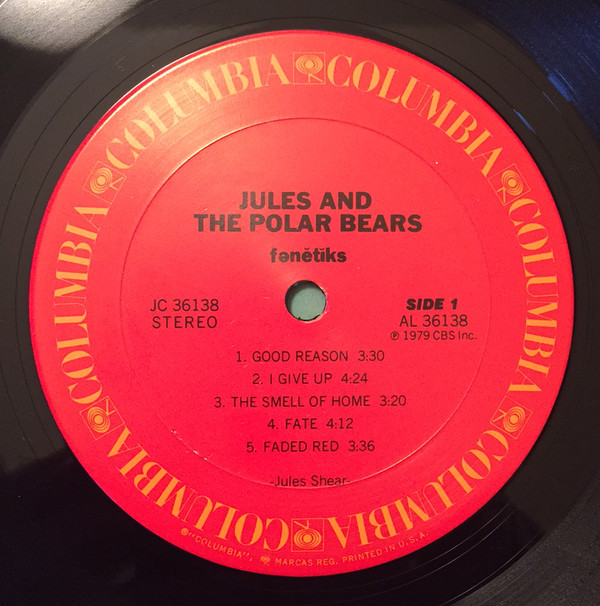 COLUMBIA COLUMBIA COLUMBIA COLUMBIA COLUMBIA COLUMBIA
JULES AND
THE POLAR BEARS
fənĕtĭks
JC 36138
STEREO
SIDE 1
AL 36138
℗ 1979 CBS Inc.
1. GOOD REASON 3:30
2. I GIVE UP 4:24
3. THE SMELL OF HOME 3:20
4. FATE 4:12
5. FADED RED 3:36
-Jules Shear-
®"COLUMBIA", MARCAS REG. PRINTED IN U.S.A.